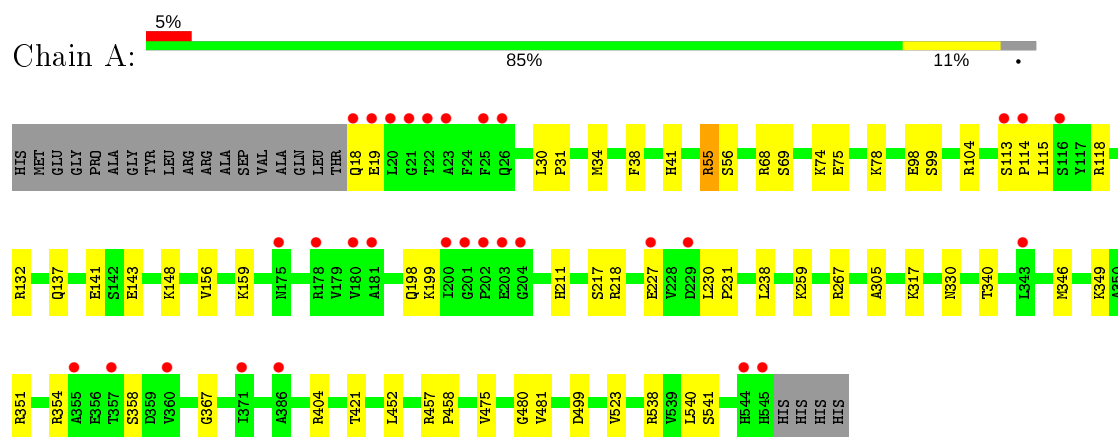 5%
Chain A:
85% 11% •
HIS MET GLU GLY PRO ALA GLY TYR LEU ARG ARG ALA SEP VAL ALA GLN LEU THR Q18 E19 L20 G21 T22 A23 F24 F25 Q26 L30 P31 M34 F38 H41 R55 S56 R68 S69 K74 E75 K78 E98 S99 R104 S113 P114 L115 S116 Y117 R118
R132 Q137 E141 S142 E143 K148 V156 K159 N175 R178 V179 V180 A181 Q198 K199 I200 G201 P202 E203 G204 H211 S217 R218 E227 V228 D229 L230 P231 L238 K259 R267 A305 K317 N330 T340 L343 M346 K349 A350
R351 R354 A355 E356 T357 S358 D359 V360 G367 I371 A386 R404 T421 L452 R457 P458 V475 G480 V481 D499 V523 R538 V539 L540 S541 H544 H545 HIS HIS HIS HIS